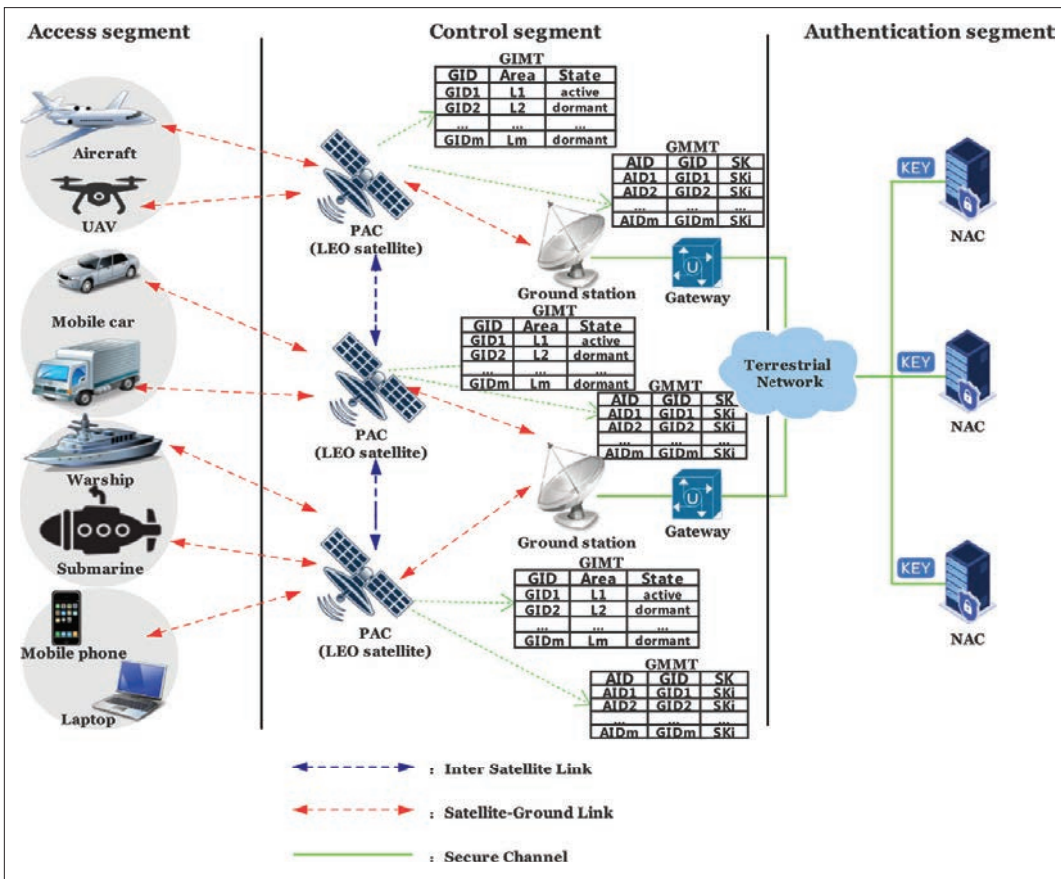 Access segment
Control segment
Authentication segment
Aircraft
UAV
Mobile car
Warship
Submarine
Mobile phone
Laptop
PAC
(LEO satellite)
GIMT
GID Area State
GID1 L1 active
GID2 L2 dormant
... ... ...
GIDm Lm dormant
GMMT
AID GID SK
AID1 GID1 SKi
AID2 GID2 SKi
... ... ...
AIDm GIDm SKi
Ground station
U
Gateway
PAC
(LEO satellite)
GIMT
GID Area State
GID1 L1 active
GID2 L2 dormant
... ... ...
GIDm Lm dormant
GMMT
AID GID SK
AID1 GID1 SKi
AID2 GID2 SKi
... ... ...
AIDm GIDm SKi
Ground station
U
Gateway
PAC
(LEO satellite)
GIMT
GID Area State
GID1 L1 active
GID2 L2 dormant
... ... ...
GIDm Lm dormant
GMMT
AID GID SK
AID1 GID1 SKi
AID2 GID2 SKi
... ... ...
AIDm GIDm SKi
Terrestrial
Network
KEY
NAC
KEY
NAC
KEY
NAC
: Inter Satellite Link
: Satellite-Ground Link
: Secure Channel